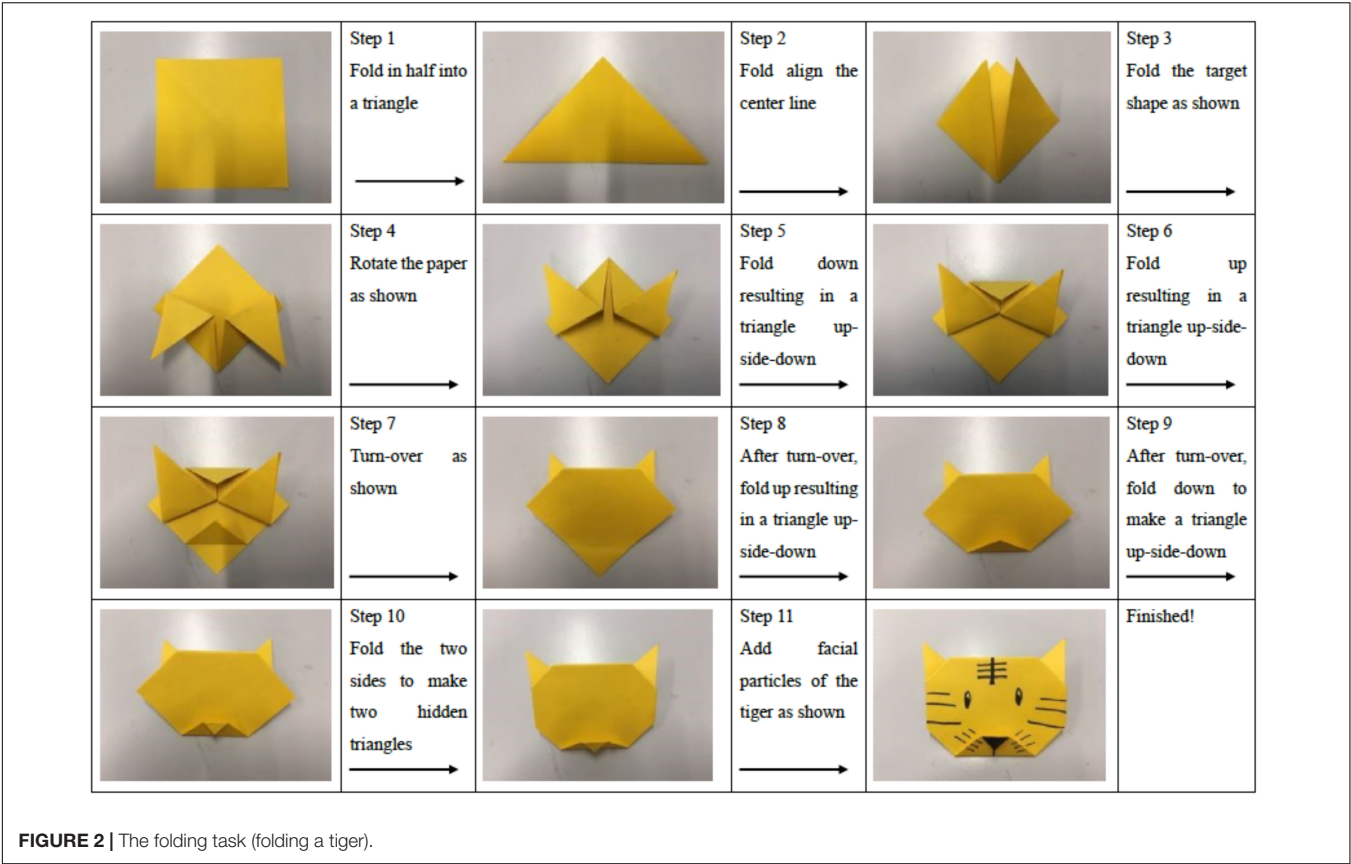 Step 1
Fold in half into
a triangle
Step 2
Fold align the
center line
Step 3
Fold the target
shape as shown
Step 4
Rotate the paper
as shown
Step 5
Fold down
resulting in a
triangle up-
side-down
Step 6
Fold up
resulting in a
triangle up-side-
down
Step 7
Turn-over as
shown
Step 8
After turn-over,
fold up resulting
in a triangle up-
side-down
Step 9
After turn-over,
fold down to
make a triangle
up-side-down
Step 10
Fold the two
sides to make
two hidden
triangles
Step 11
Add facial
particles of the
tiger as shown
Finished!
FIGURE 2 | The folding task (folding a tiger).